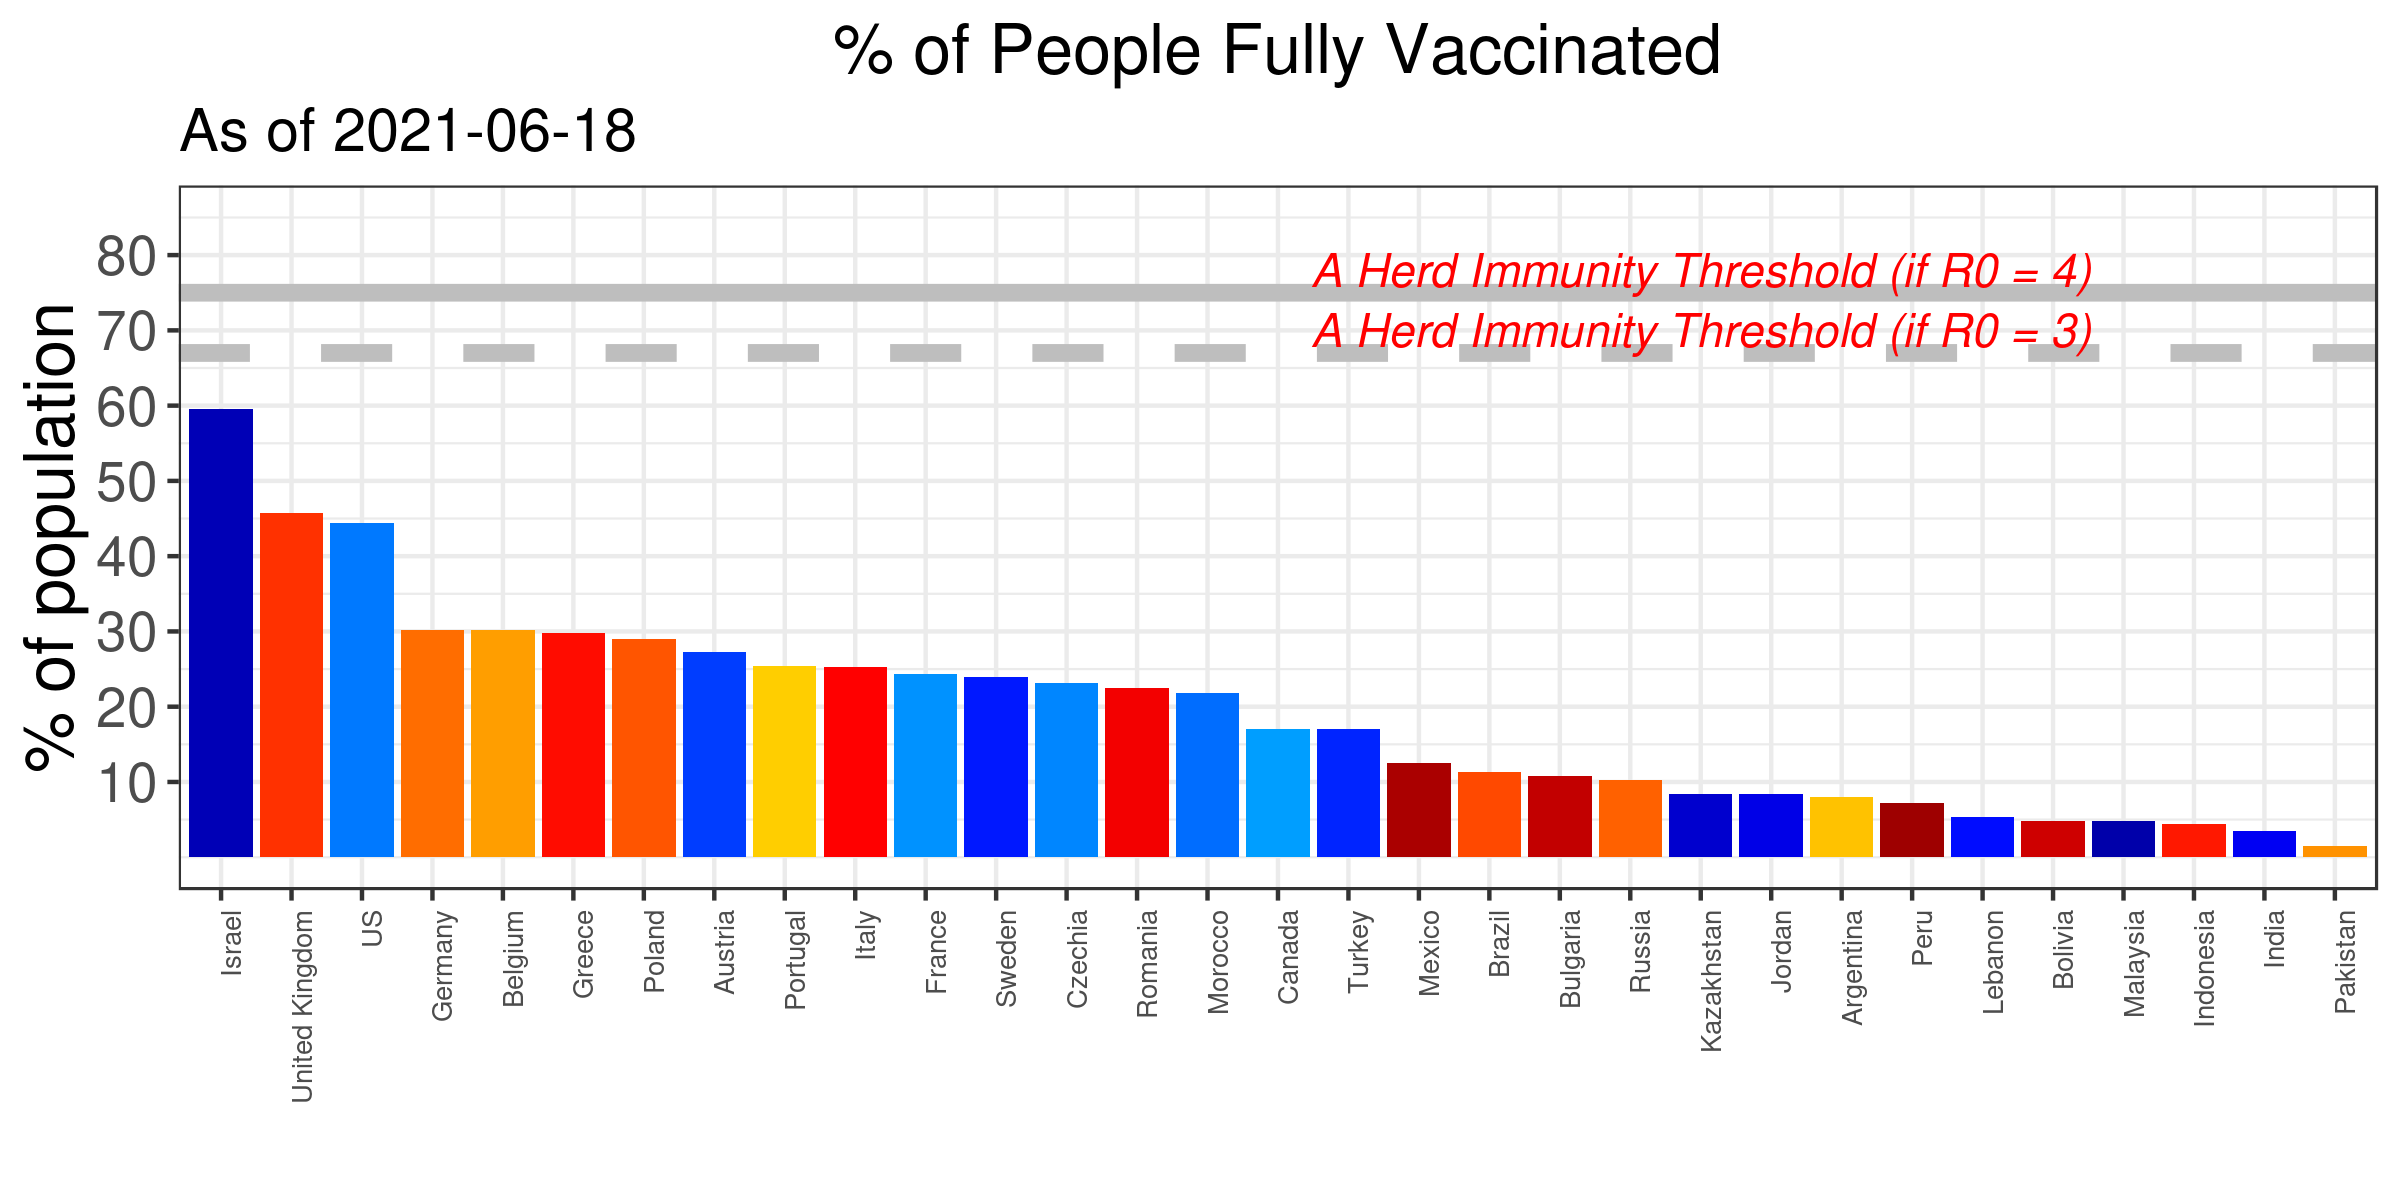 % of People Fully Vaccinated
As of 2021-06-18
% of population
80
70
60
50
40
30
20
10
A Herd Immunity Threshold (if R0 = 4)
A Herd Immunity Threshold (if R0 = 3)
Israel
United Kingdom
US
Germany
Belgium
Greece
Poland
Austria
Portugal
Italy
France
Sweden
Czechia
Romania
Morocco
Canada
Turkey
Mexico
Brazil
Bulgaria
Russia
Kazakhstan
Jordan
Argentina
Peru
Lebanon
Bolivia
Malaysia
Indonesia
India
Pakistan